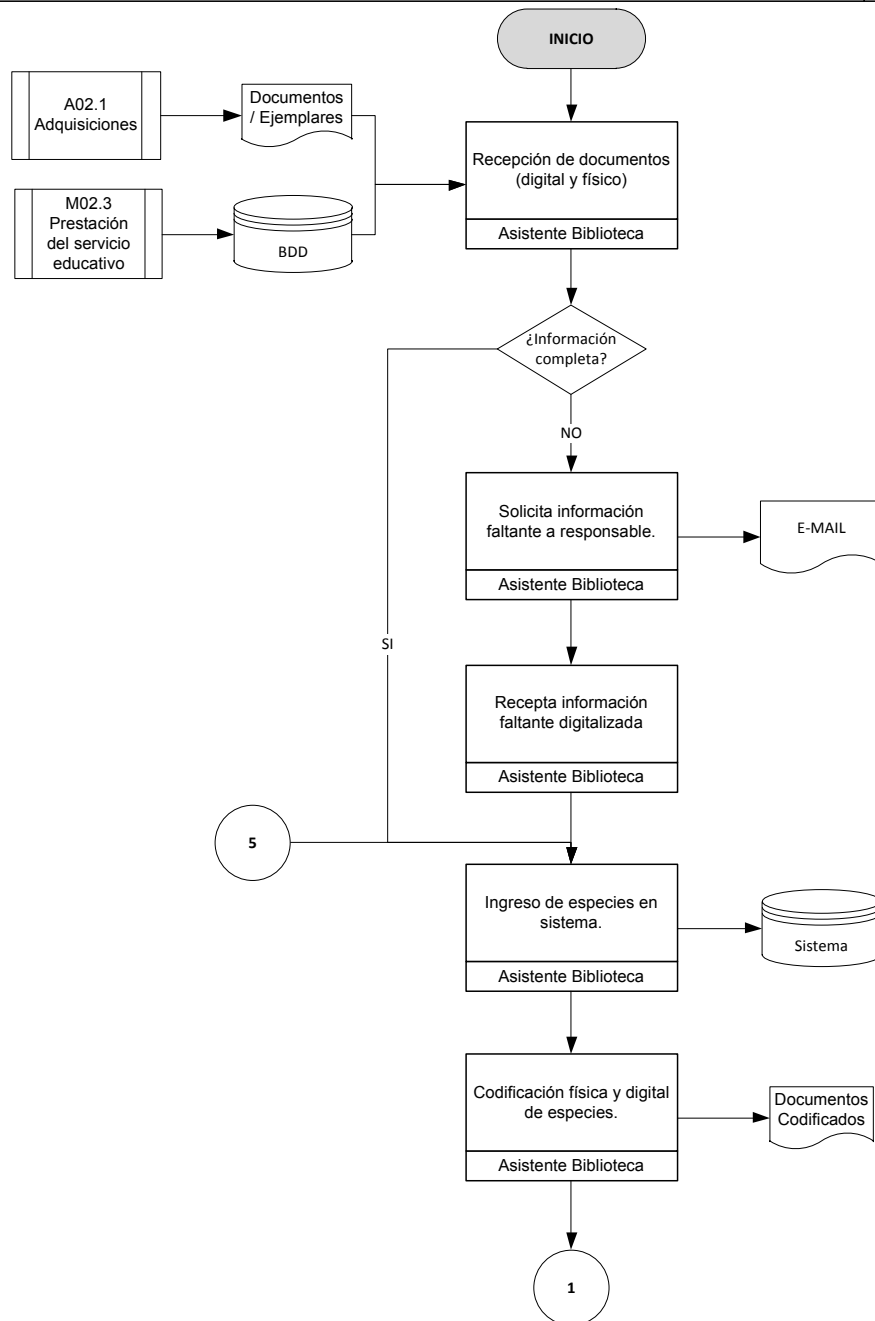 INICIO
A02.1
Adquisiciones
Documentos
/ Ejemplares
Recepción de documentos
(digital y físico)
Asistente Biblioteca
M02.3
Prestación
del servicio
educativo
BDD
¿Información
completa?
NO
Solicita información
faltante a responsable.
Asistente Biblioteca
E-MAIL
SI
Recepta información
faltante digitalizada
Asistente Biblioteca
5
Ingreso de especies en
sistema.
Asistente Biblioteca
Sistema
Codificación física y digital
de especies.
Asistente Biblioteca
Documentos
Codificados
1